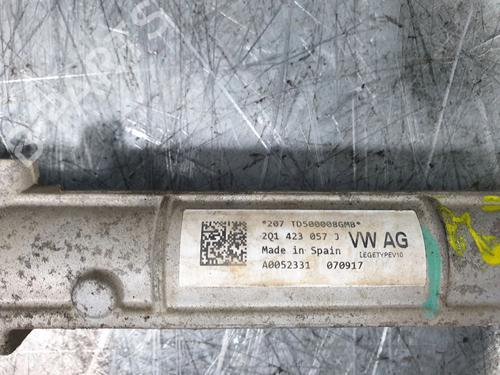 *207 TD500008GMB*
2Q1 423 057 J
VW AG
Made in Spain
LEGETYPEV10
A0052331 070917